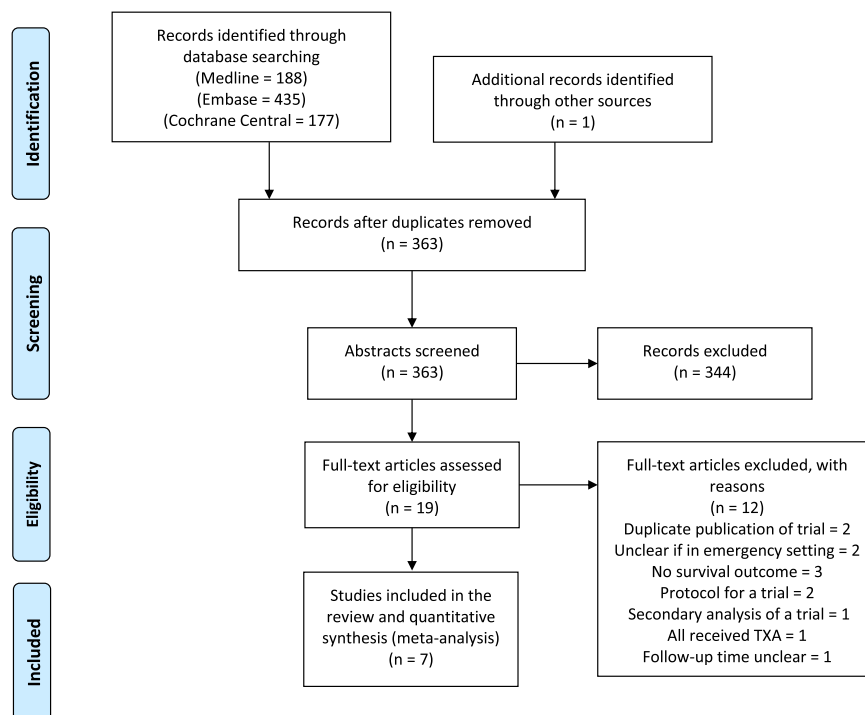 Identification
Records identified through
database searching
(Medline = 188)
(Embase = 435)
(Cochrane Central = 177)
Additional records identified
through other sources
(n = 1)
Records after duplicates removed
(n = 363)
Screening
Abstracts screened
(n = 363)
Records excluded
(n = 344)
Eligibility
Full-text articles assessed
for eligibility
(n = 19)
Full-text articles excluded, with
reasons
(n = 12)
Duplicate publication of trial = 2
Unclear if in emergency setting = 2
No survival outcome = 3
Protocol for a trial = 2
Secondary analysis of a trial = 1
All received TXA = 1
Follow-up time unclear = 1
Included
Studies included in the
review and quantitative
synthesis (meta-analysis)
(n = 7)